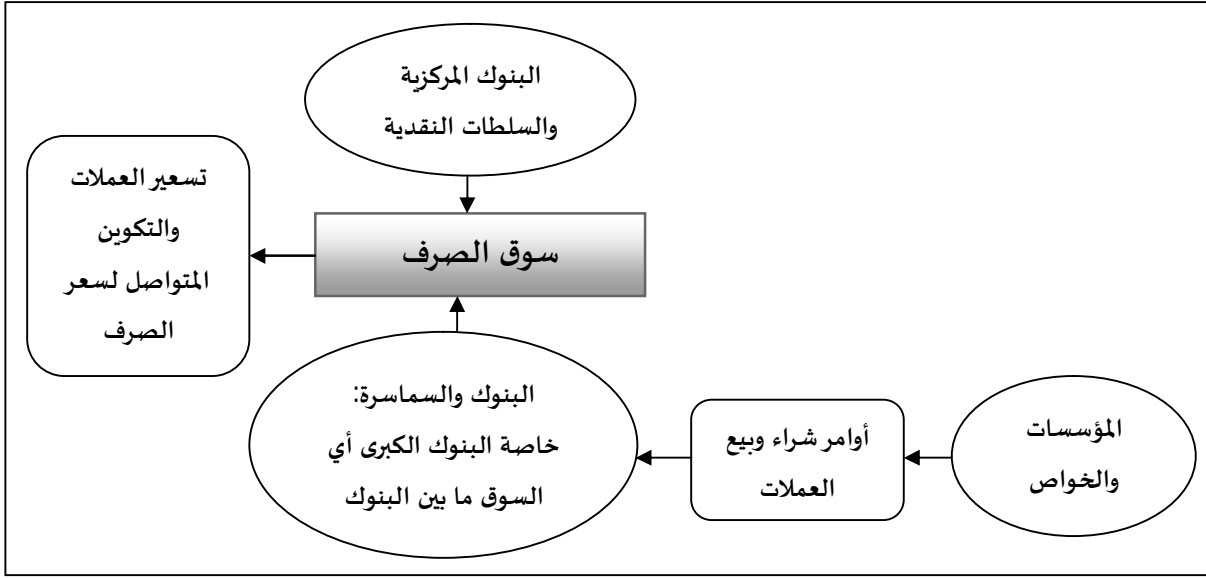 البنوك المركزية
والسلطات النقدية
تسعير العملات
والتكوين
المتواصل لسعر
الصرف
سوق الصرف
البنوك والسماسرة:
خاصة البنوك الكبرى أي
السوق ما بين البنوك
أوامر شراء وبيع
العملات
المؤسسات
والخواص